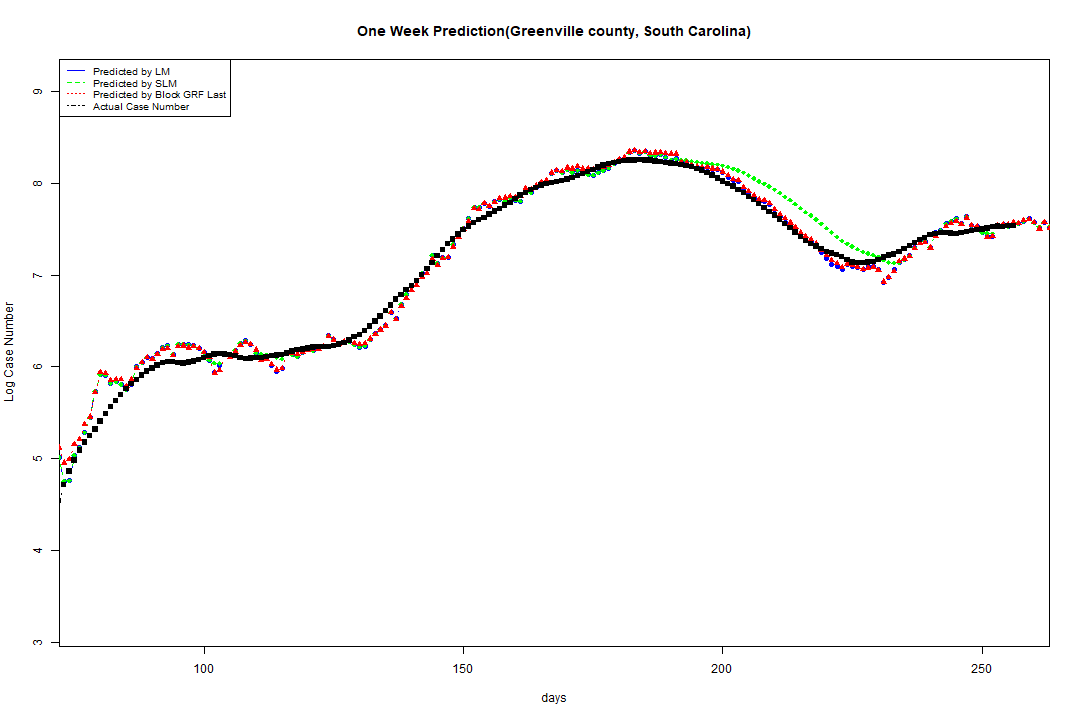 One Week Prediction(Greenville county, South Carolina)
Predicted by LM
Predicted by SLM
Predicted by Block GRF Last
Actual Case Number
9
8
7
6
5
4
3
Log Case Number
100 150 200 250
days